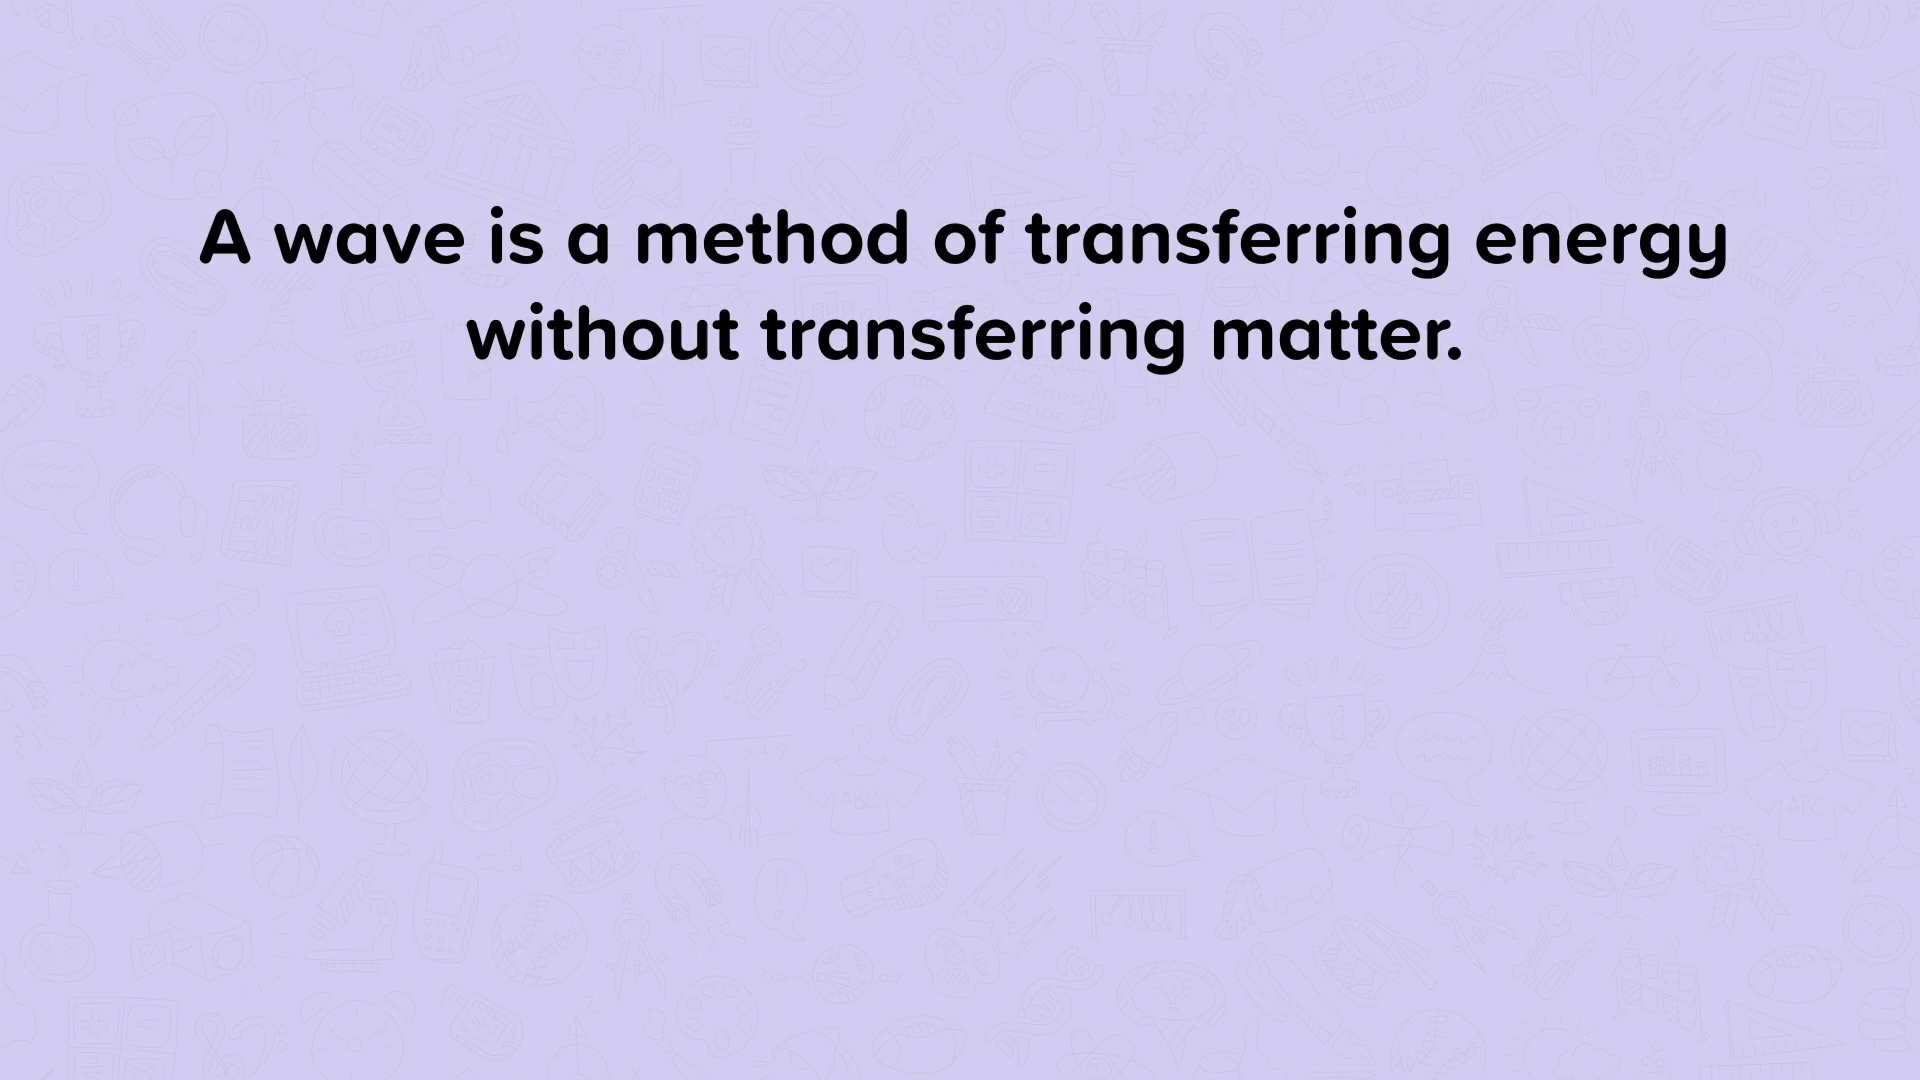 A wave is a method of transferring energy
without transferring matter.